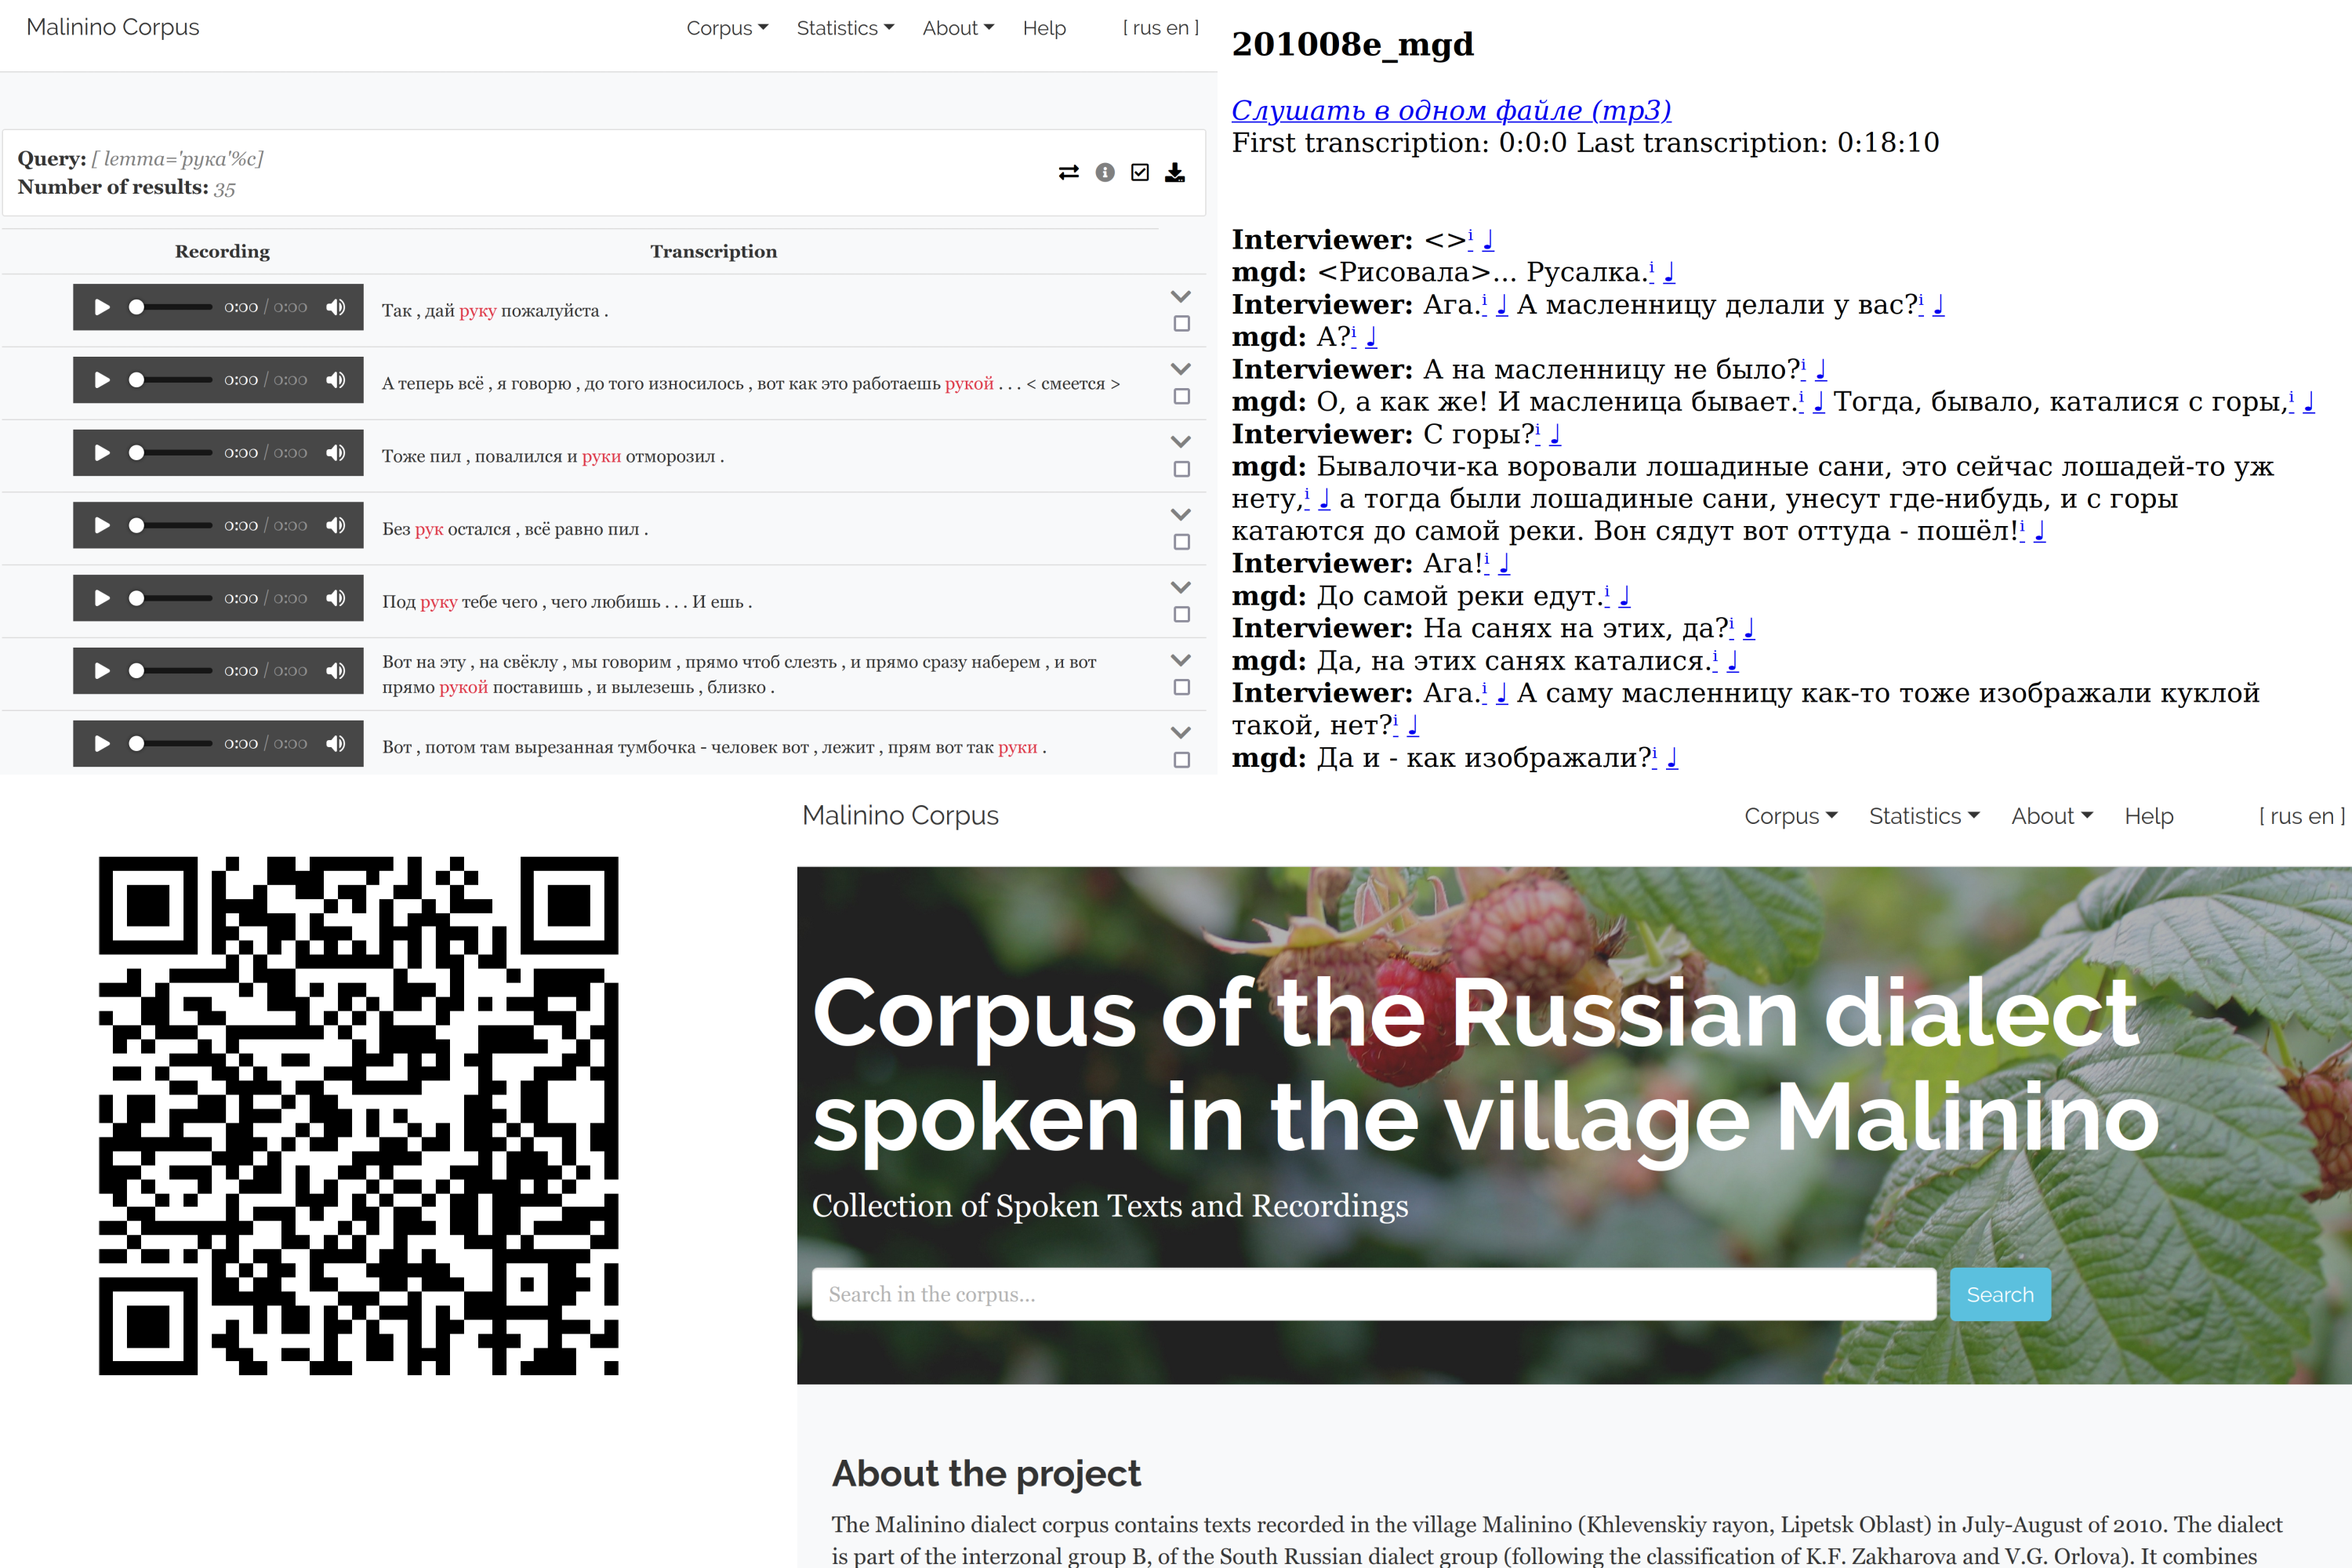 Malinino Corpus
Corpus Statistics About Help [ rus en ]
Query: [ lemma='рука'%c]
Number of results: 35
Recording Transcription
0:00 / 0:00 Так , дай руку пожалуйста .
0:00 / 0:00 А теперь всё , я говорю , до того износилось , вот как это работаешь рукой . . . < смеется >
0:00 / 0:00 Тоже пил , повалился и руки отморозил .
0:00 / 0:00 Без рук остался , всё равно пил .
0:00 / 0:00 Под руку тебе чего , чего любишь . . . И ешь .
0:00 / 0:00 Вот на эту , на свёклу , мы говорим , прямо чтоб слезть , и прямо сразу наберем , и вот
прямо рукой поставишь , и вылезешь , близко .
0:00 / 0:00 Вот , потом там вырезанная тумбочка - человек вот , лежит , прям вот так руки .
201008e_mgd
Слушать в одном файле (mp3)
First transcription: 0:0:0 Last transcription: 0:18:10
Interviewer: <>i ♩
mgd: <Рисовала>... Русалка.i ♩
Interviewer: Ага.i ♩ А масленницу делали у вас?i ♩
mgd: А?i ♩
Interviewer: А на масленницу не было?i ♩
mgd: О, а как же! И масленица бывает.i ♩ Тогда, бывало, каталися с горы,i ♩
Interviewer: С горы?i ♩
mgd: Бывалочи-ка воровали лошадиные сани, это сейчас лошадей-то уж
нету,i ♩ а тогда были лошадиные сани, унесут где-нибудь, и с горы
катаются до самой реки. Вон сядут вот оттуда - пошёл!i ♩
Interviewer: Ага!i ♩
mgd: До самой реки едут.i ♩
Interviewer: На санях на этих, да?i ♩
mgd: Да, на этих санях каталися.i ♩
Interviewer: Ага.i ♩ А саму масленницу как-то тоже изображали куклой
такой, нет?i ♩
mgd: Да и - как изображали?i ♩
Malinino Corpus
Corpus Statistics About Help [ rus en ]
Corpus of the Russian dialect
spoken in the village Malinino
Collection of Spoken Texts and Recordings
Search in the corpus...
Search
About the project
The Malinino dialect corpus contains texts recorded in the village Malinino (Khlevenskiy rayon, Lipetsk Oblast) in July-August of 2010. The dialect
is part of the interzonal group B, of the South Russian dialect group (following the classification of K.F. Zakharova and V.G. Orlova). It combines